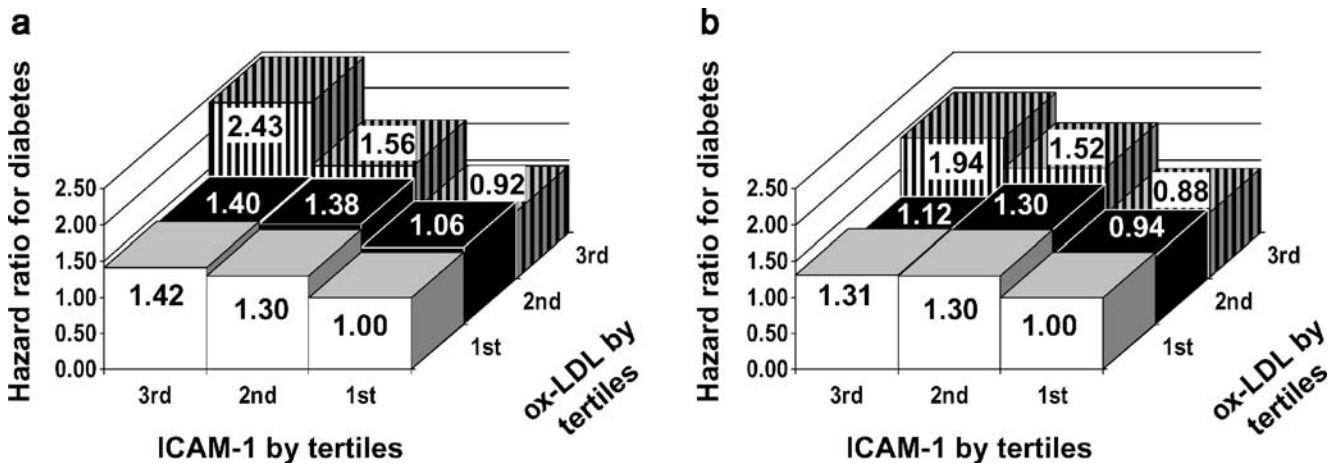 a
Hazard ratio for diabetes
2.50
2.00
1.50
1.00
0.50
0.00
2.43
1.56
0.92
1.40
1.38
1.06
1.42
1.30
1.00
3rd
2nd
1st
3rd 2nd 1st
ICAM-1 by tertiles
ox-LDL by
tertiles
b
Hazard ratio for diabetes
2.50
2.00
1.50
1.00
0.50
0.00
1.94
1.52
0.88
1.12
1.30
0.94
1.31
1.30
1.00
3rd
2nd
1st
3rd 2nd 1st
ICAM-1 by tertiles
ox-LDL by
tertiles